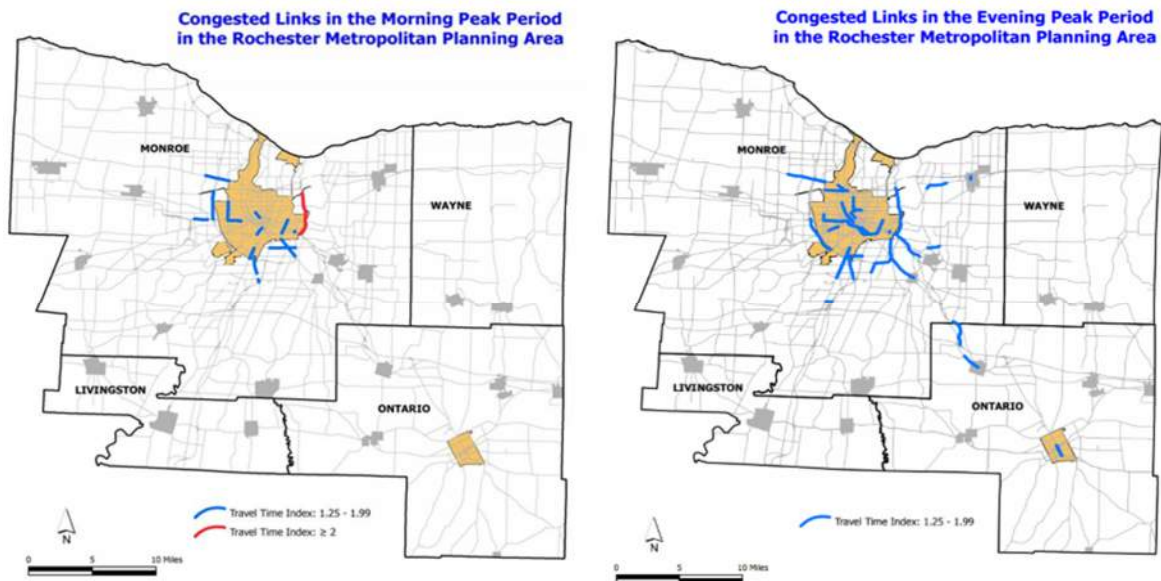 Congested Links in the Morning Peak Period
in the Rochester Metropolitan Planning Area
MONROE
WAYNE
LIVINGSTON
ONTARIO
Travel Time Index: 1.25 - 1.99
Travel Time Index: ≥ 2
N
0 5 10 Miles
Congested Links in the Evening Peak Period
in the Rochester Metropolitan Planning Area
MONROE
WAYNE
LIVINGSTON
ONTARIO
Travel Time Index: 1.25 - 1.99
N
0 5 10 Miles